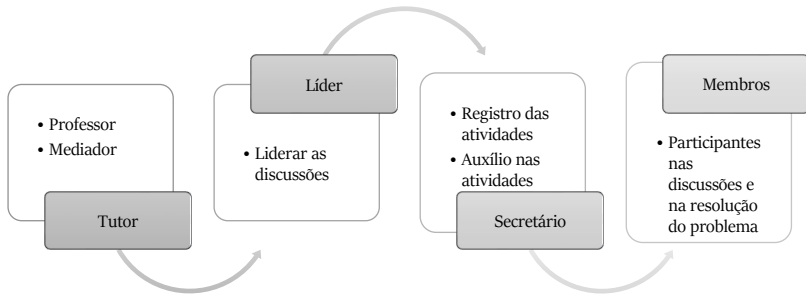 • Professor
• Mediador
Tutor
Líder
• Liderar as
discussões
• Registro das
atividades
• Auxílio nas
atividades
Secretário
Membros
• Participantes
nas
discussões e
na resolução
do problema